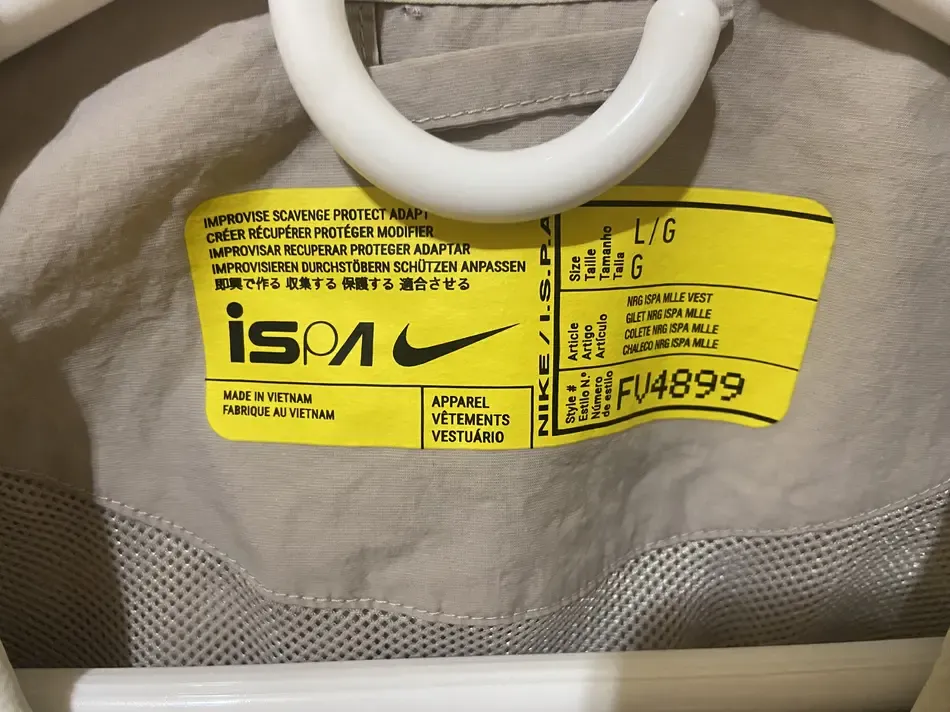 IMPROVISE SCAVENGE PROTECT ADAPT
CRÉER RÉCUPÉRER PROTÉGER MODIFIER
IMPROVISAR RECUPERAR PROTEGER ADAPTAR
IMPROVISIEREN DURCHSTÖBERN SCHÜTZEN ANPASSEN
即興で作る 収集する 保護する 適合させる
iSPA
MADE IN VIETNAM
FABRIQUE AU VIETNAM
APPAREL
VÊTEMENTS
VESTUÁRIO
NIKE / I.S.P.A
Size
Taille
Tamanho
Talla
L/G
G
Article
Artigo
Artículo
NRG ISPA MLLE VEST
GILET NRG ISPA MLLE
COLETE NRG ISPA MLLE
CHALECO NRG ISPA MLLE
Style #
Estilo N.º
Número
de estilo
FV4899